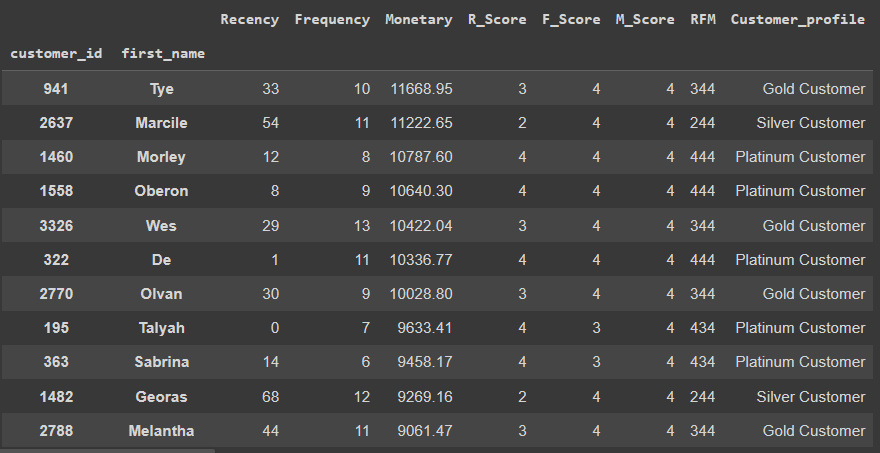 Recency Frequency Monetary R_Score F_Score M_Score RFM Customer_profile
customer_id first_name
941 Tye 33 10 11668.95 3 4 4 344 Gold Customer
2637 Marcile 54 11 11222.65 2 4 4 244 Silver Customer
1460 Morley 12 8 10787.60 4 4 4 444 Platinum Customer
1558 Oberon 8 9 10640.30 4 4 4 444 Platinum Customer
3326 Wes 29 13 10422.04 3 4 4 344 Gold Customer
322 De 1 11 10336.77 4 4 4 444 Platinum Customer
2770 Olvan 30 9 10028.80 3 4 4 344 Gold Customer
195 Talyah 0 7 9633.41 4 3 4 434 Platinum Customer
363 Sabrina 14 6 9458.17 4 3 4 434 Platinum Customer
1482 Georas 68 12 9269.16 2 4 4 244 Silver Customer
2788 Melantha 44 11 9061.47 3 4 4 344 Gold Customer